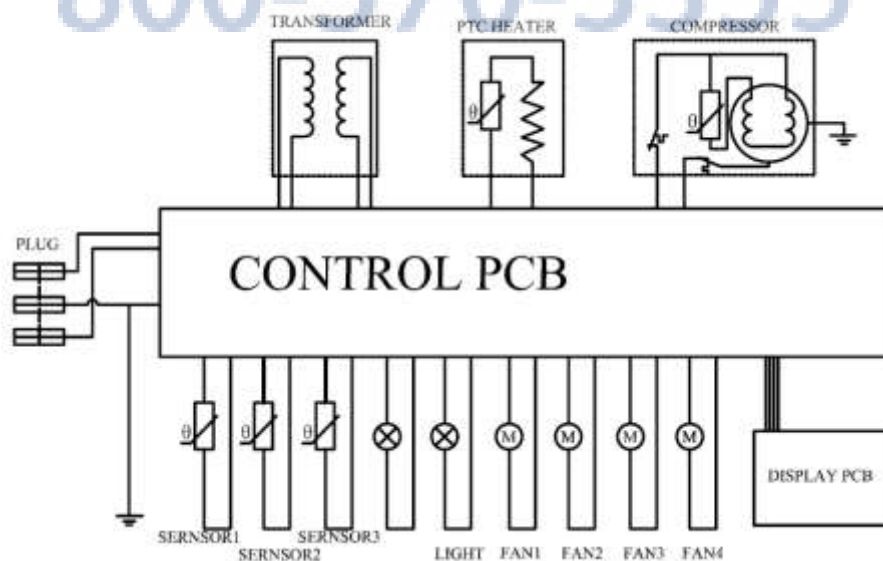 TRANSFORMER PTC HEATER COMPRESSOR
θ θ
PLUG
CONTROL PCB
θ θ θ M M M M
DISPLAY PCB
SERNSOR1 SERNSOR2 SERNSOR3 LIGHT FAN1 FAN2 FAN3 FAN4